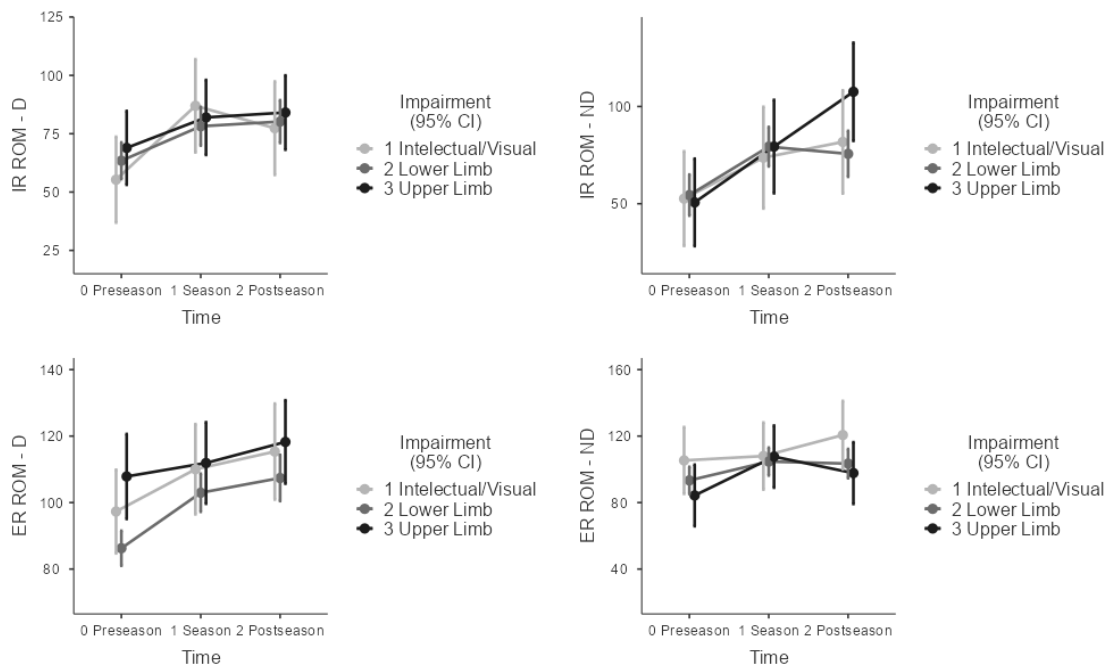 125
100
75
50
25
IR ROM - D
0 Preseason 1 Season 2 Postseason
Time
Impairment
(95% CI)
1 Intelectual/Visual
2 Lower Limb
3 Upper Limb
100
50
IR ROM - ND
0 Preseason 1 Season 2 Postseason
Time
Impairment
(95% CI)
1 Intelectual/Visual
2 Lower Limb
3 Upper Limb
140
120
100
80
ER ROM - D
0 Preseason 1 Season 2 Postseason
Time
Impairment
(95% CI)
1 Intelectual/Visual
2 Lower Limb
3 Upper Limb
160
120
80
40
ER ROM - ND
0 Preseason 1 Season 2 Postseason
Time
Impairment
(95% CI)
1 Intelectual/Visual
2 Lower Limb
3 Upper Limb